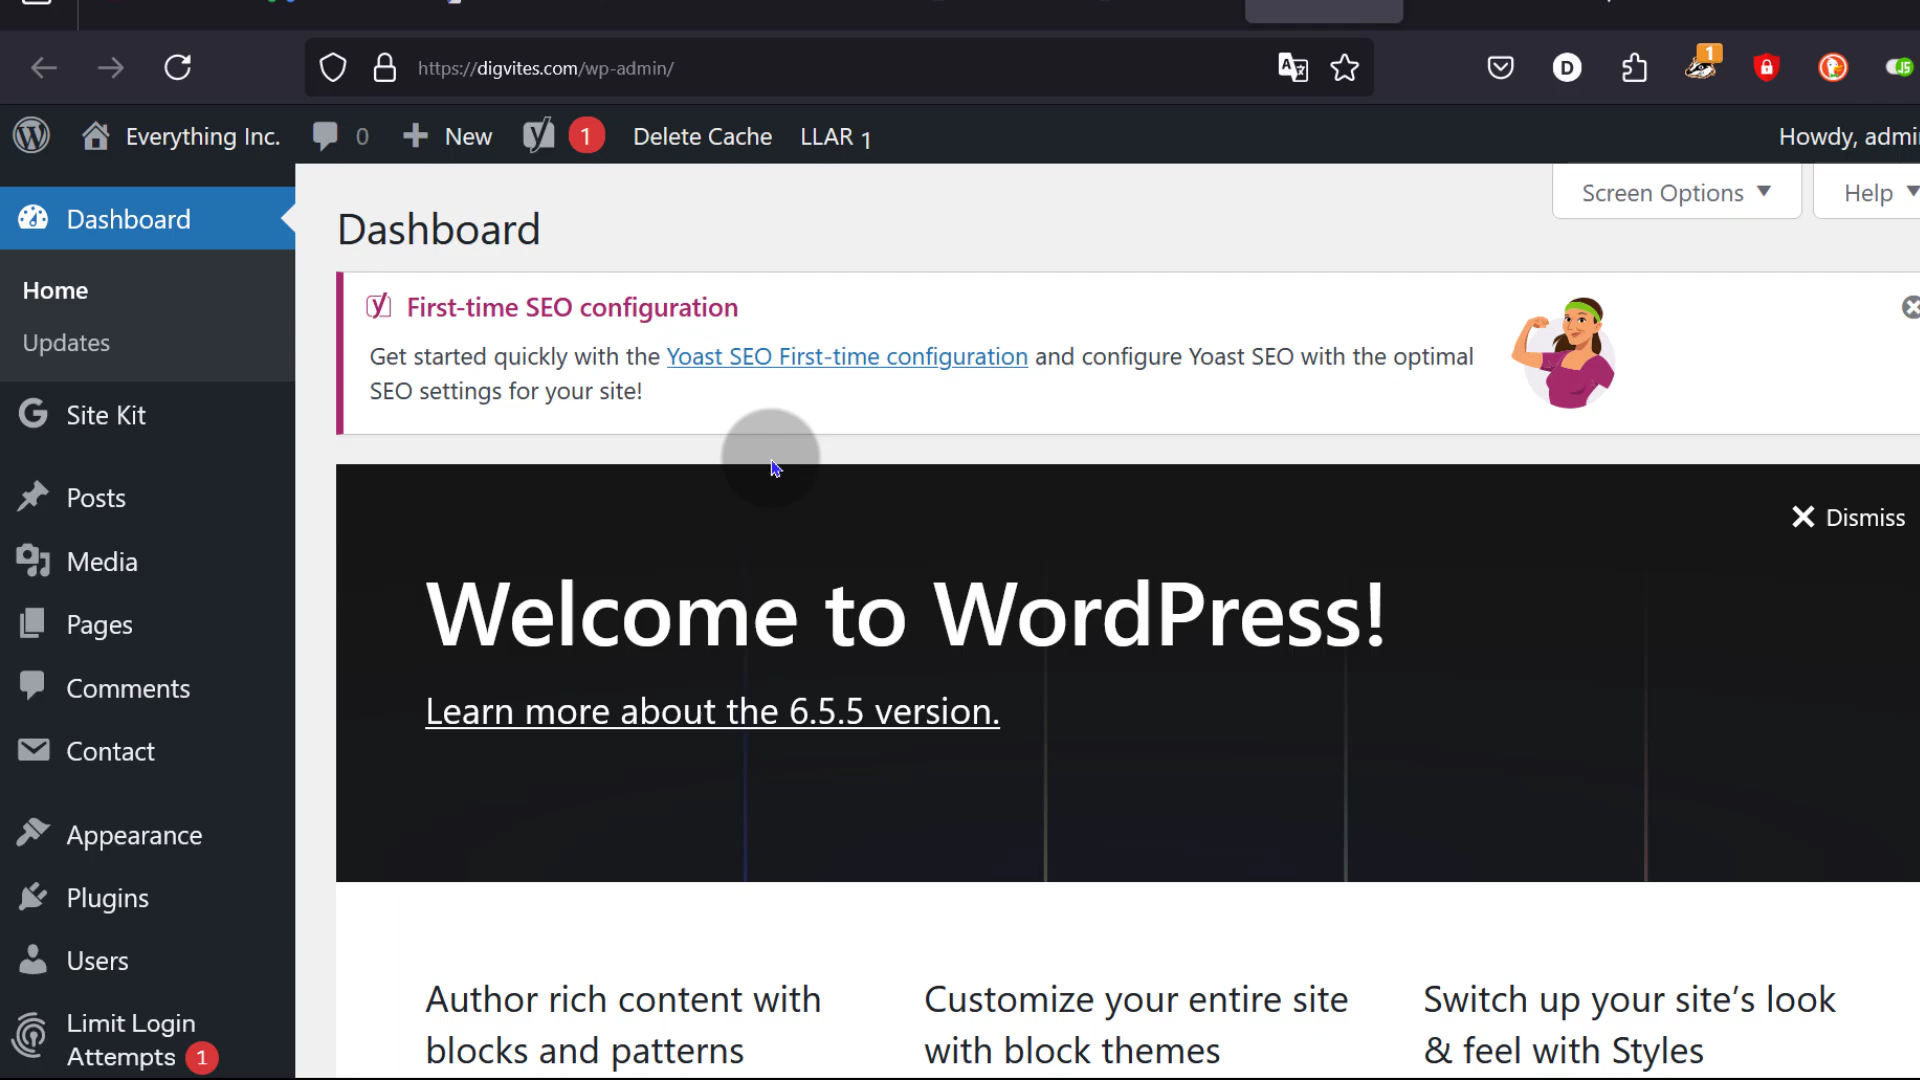 https://digvites.com/wp-admin/
1
D
JS
Everything Inc.
0
New
1
Delete Cache
LLAR 1
Howdy, admi
Dashboard
Home
Updates
Site Kit
Posts
Media
Pages
Comments
Contact
Appearance
Plugins
Users
Limit Login
Attempts 1
Screen Options
Help
Dashboard
First-time SEO configuration
Get started quickly with the Yoast SEO First-time configuration and configure Yoast SEO with the optimal
SEO settings for your site!
Dismiss
Welcome to WordPress!
Learn more about the 6.5.5 version.
Author rich content with
blocks and patterns
Customize your entire site
with block themes
Switch up your site’s look
& feel with Styles